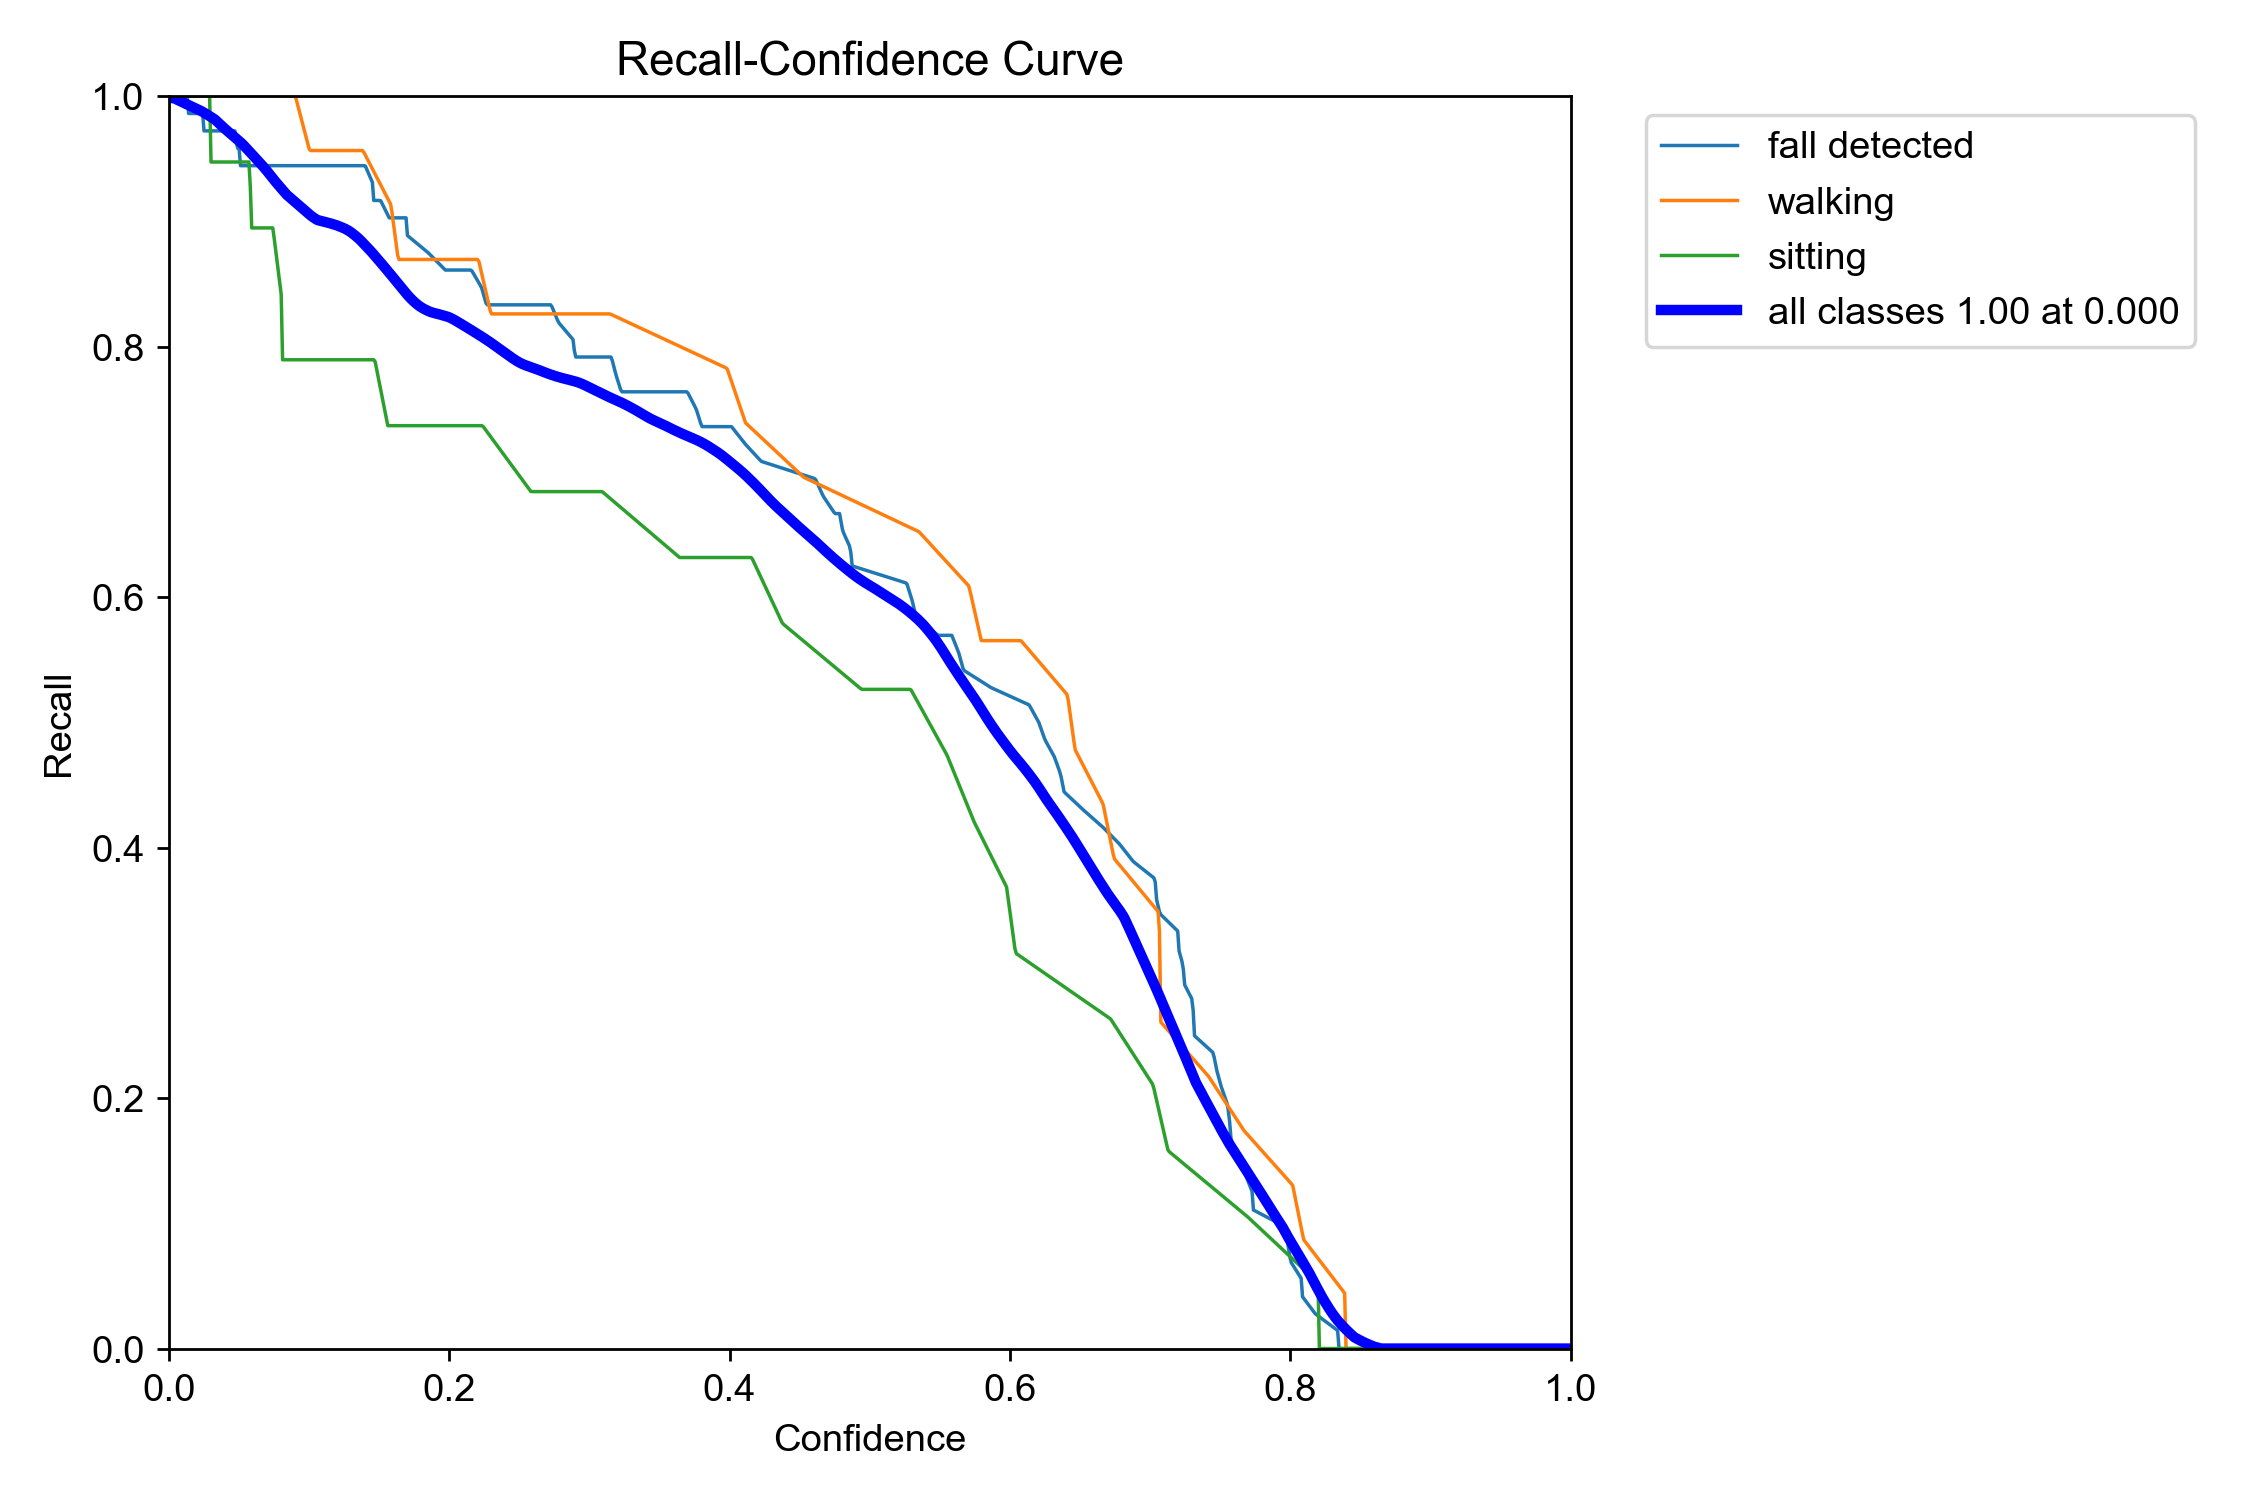 Recall-Confidence Curve
1.0
0.8
0.6
0.4
0.2
0.0
Recall
0.0 0.2 0.4 0.6 0.8 1.0
Confidence
fall detected
walking
sitting
all classes 1.00 at 0.000